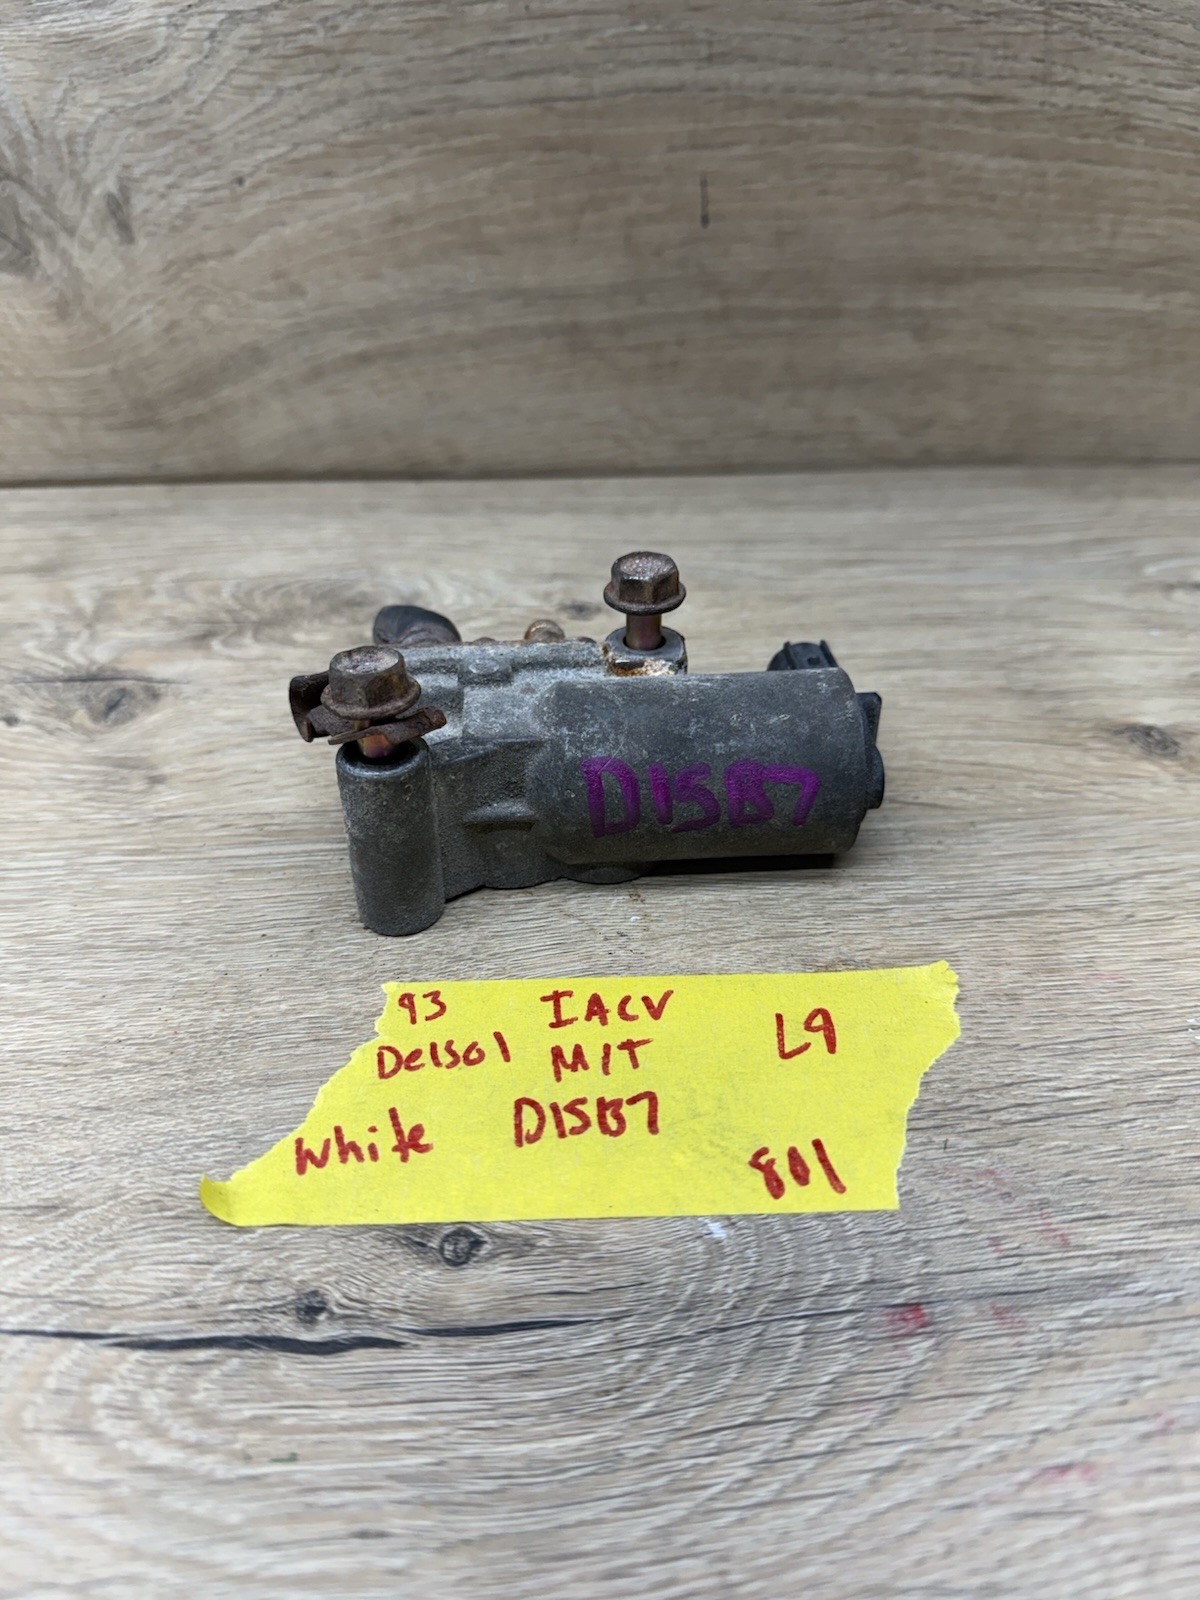 D15B7
93 IACV L9
Delsol M/T
White D15B7
801